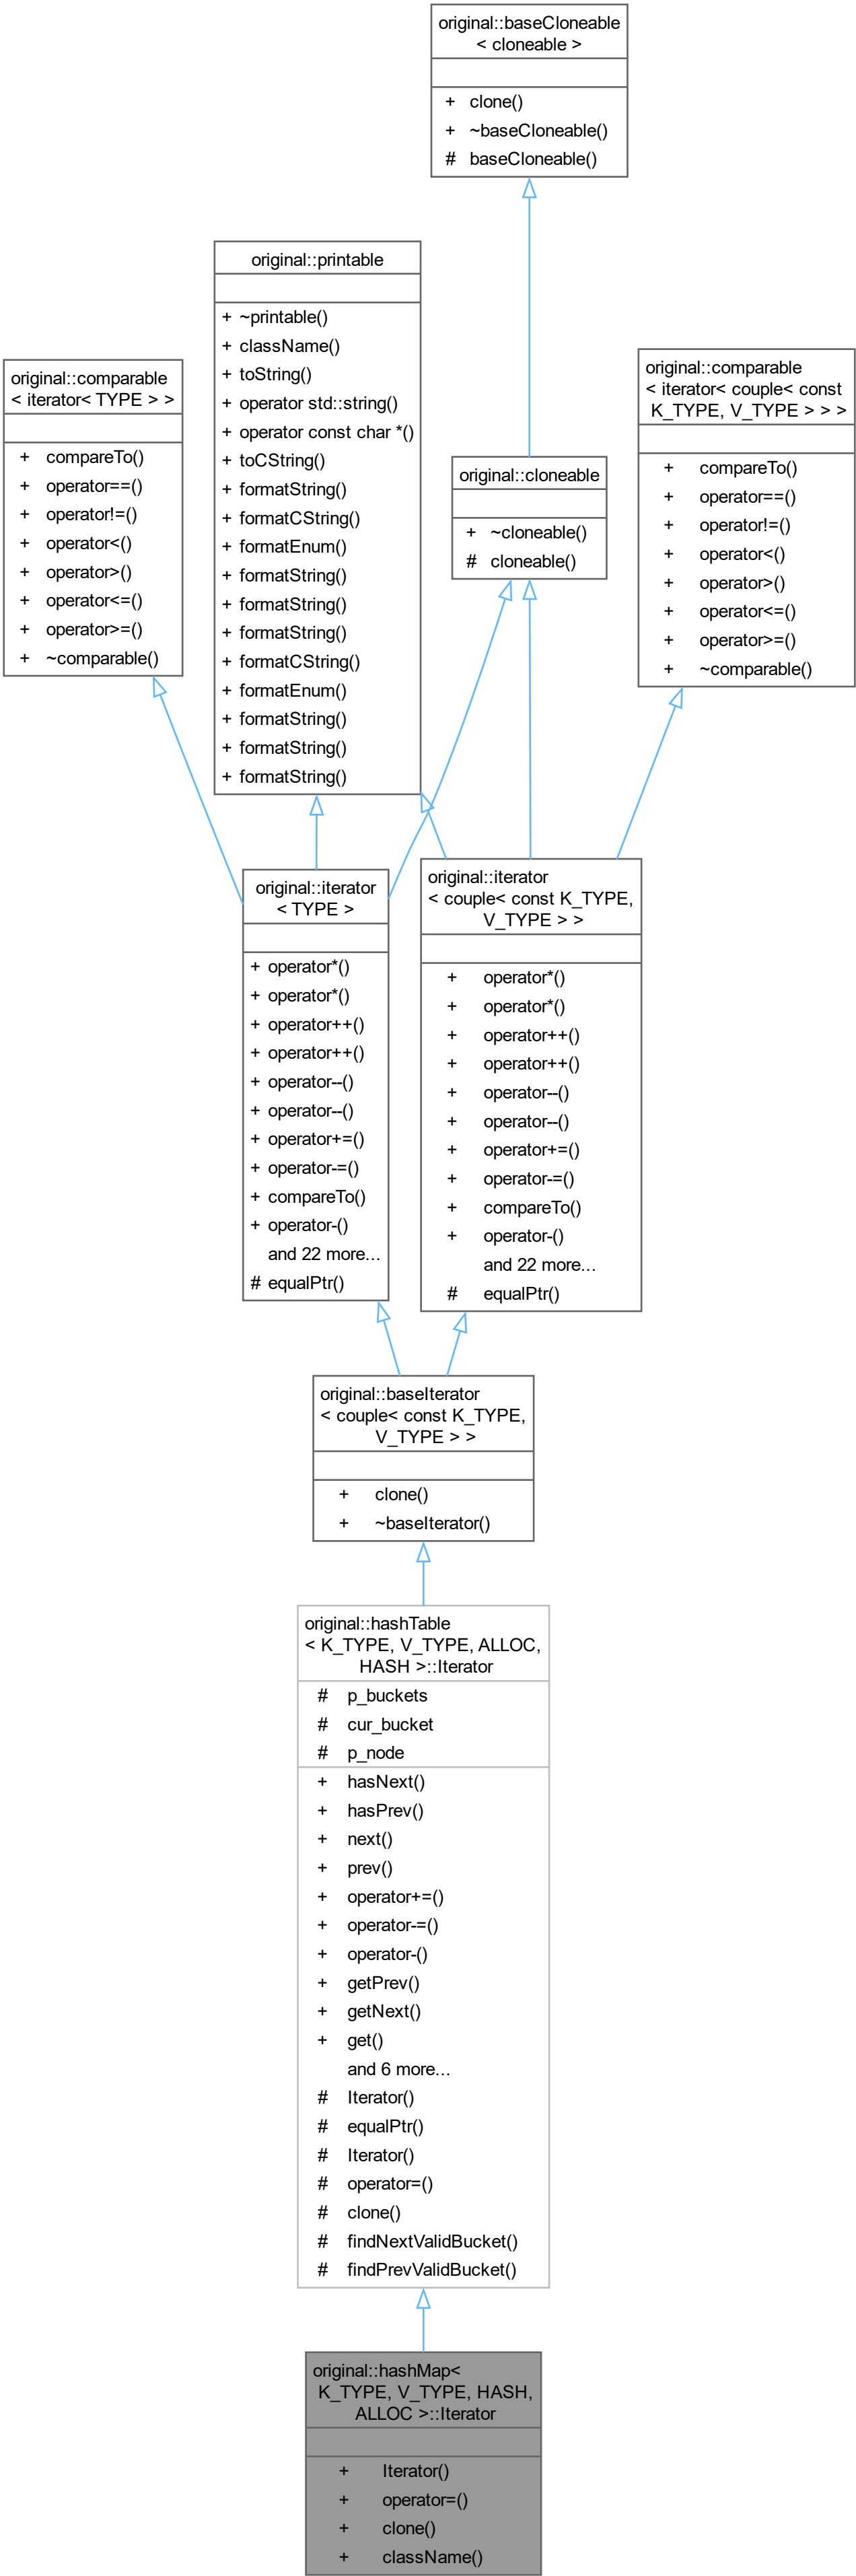 original::baseCloneable
< cloneable >
+ clone()
+ ~baseCloneable()
# baseCloneable()
original::printable
+ ~printable()
+ className()
+ toString()
+ operator std::string()
+ operator const char *()
+ toCString()
+ formatString()
+ formatCString()
+ formatEnum()
+ formatString()
+ formatString()
+ formatString()
+ formatCString()
+ formatEnum()
+ formatString()
+ formatString()
+ formatString()
original::comparable
< iterator< TYPE > >
+ compareTo()
+ operator==()
+ operator!=()
+ operator<()
+ operator>()
+ operator<=()
+ operator>=()
+ ~comparable()
original::cloneable
+ ~cloneable()
# cloneable()
original::comparable
< iterator< couple< const
K_TYPE, V_TYPE > > >
+ compareTo()
+ operator==()
+ operator!=()
+ operator<()
+ operator>()
+ operator<=()
+ operator>=()
+ ~comparable()
original::iterator
< TYPE >
+ operator*()
+ operator*()
+ operator++()
+ operator++()
+ operator--()
+ operator--()
+ operator+=()
+ operator-=()
+ compareTo()
+ operator-()
and 22 more...
# equalPtr()
original::iterator
< couple< const K_TYPE,
V_TYPE > >
+ operator*()
+ operator*()
+ operator++()
+ operator++()
+ operator--()
+ operator--()
+ operator+=()
+ operator-=()
+ compareTo()
+ operator-()
and 22 more...
# equalPtr()
original::baseIterator
< couple< const K_TYPE,
V_TYPE > >
+ clone()
+ ~baseIterator()
original::hashTable
< K_TYPE, V_TYPE, ALLOC,
HASH >::Iterator
# p_buckets
# cur_bucket
# p_node
+ hasNext()
+ hasPrev()
+ next()
+ prev()
+ operator+=()
+ operator-=()
+ operator-()
+ getPrev()
+ getNext()
+ get()
and 6 more...
# Iterator()
# equalPtr()
# Iterator()
# operator=()
# clone()
# findNextValidBucket()
# findPrevValidBucket()
original::hashMap<
K_TYPE, V_TYPE, HASH,
ALLOC >::Iterator
+ Iterator()
+ operator=()
+ clone()
+ className()